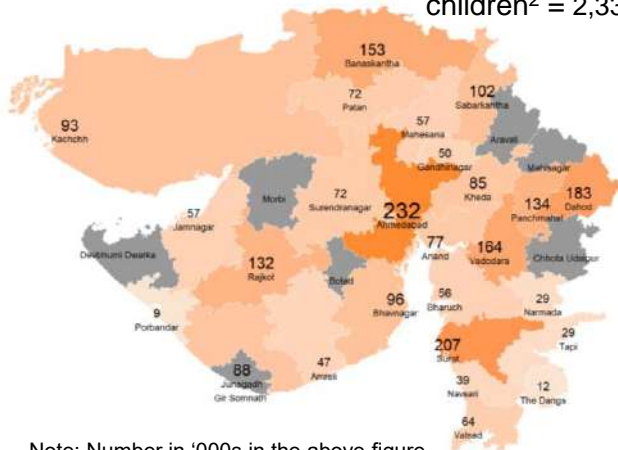 children² = 2,33
153
Banaskantha
72
Patan
102
Sabarkantha
57
Mahesana
Aravali
93
Kachchh
50
Gandhinagar
Mahisagar
85
Kheda
183
Dahod
134
Panchmahal
Morbi
72
Surendranagar
232
Ahmedabad
57
Jamnagar
77
Anand
164
Vadodara
Chhota Udaipur
Devbhumi Dwarka
132
Rajkot
Botad
96
Bhavnagar
56
Bharuch
29
Narmada
9
Porbandar
29
Tapi
207
Surat
88
Junagadh
Gir Somnath
47
Amreli
39
Navsari
12
The Dangs
64
Valsad
Note: Number in ‘000s in the above figure